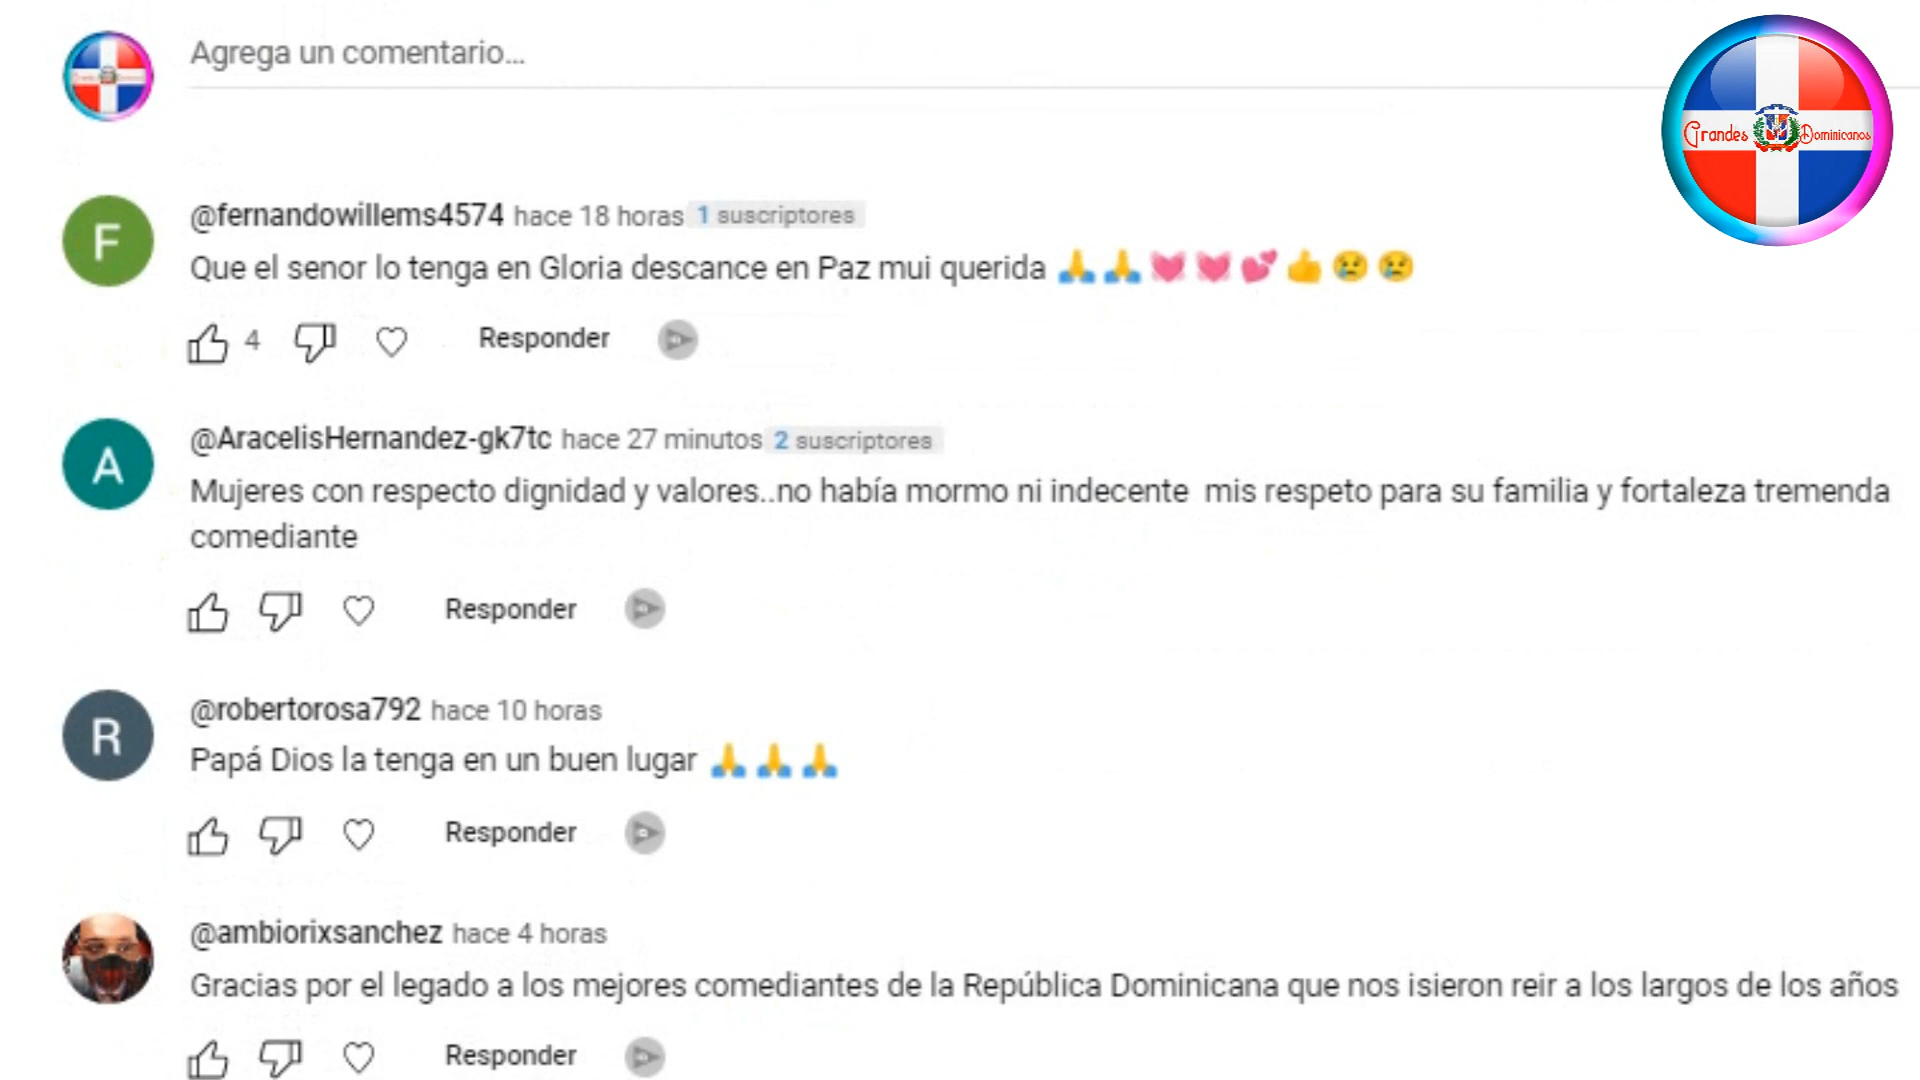 Agrega un comentario...
Grandes Dominicanos
F
@fernandowillems4574 hace 18 horas 1 suscriptores
Que el senor lo tenga en Gloria descance en Paz mui querida 🙏🙏💓💓💕👍😢😢
4 Responder
A
@AracelisHernandez-gk7tc hace 27 minutos 2 suscriptores
Mujeres con respecto dignidad y valores..no había mormo ni indecente mis respeto para su familia y fortaleza tremenda
comediante
Responder
R
@robertorosa792 hace 10 horas
Papá Dios la tenga en un buen lugar 🙏🙏🙏
Responder
@ambiorixsanchez hace 4 horas
Gracias por el legado a los mejores comediantes de la República Dominicana que nos isieron reir a los largos de los años
Responder